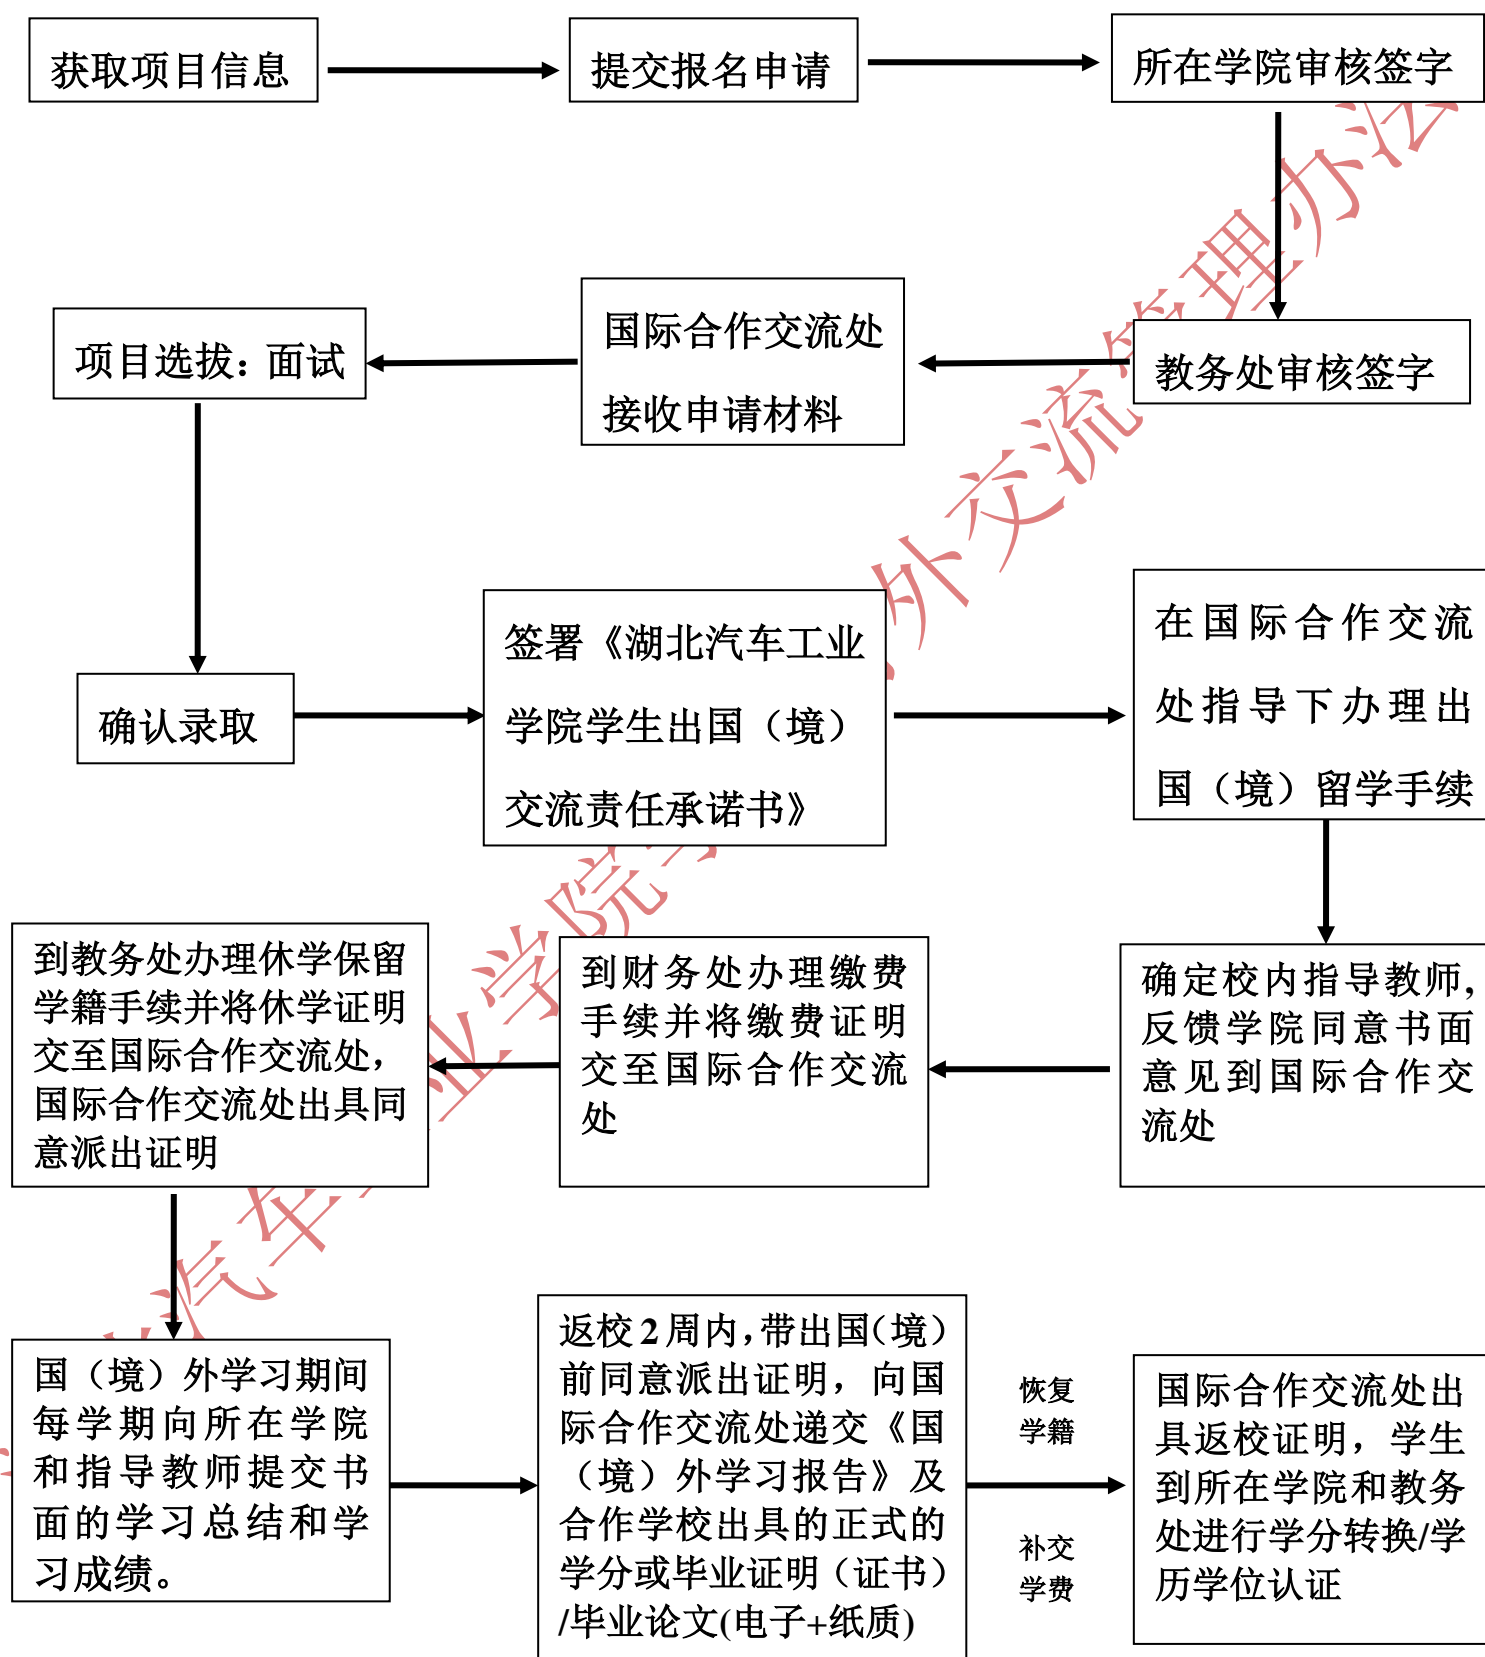 获取项目信息
提交报名申请
所在学院审核签字
项目选拔：面试
国际合作交流处
接收申请材料
教务处审核签字
确认录取
签署《湖北汽车工业
学院学生出国（境）
交流责任承诺书》
在国际合作交流
处指导下办理出
国（境）留学手续
到教务处办理休学保留
学籍手续并将休学证明
交至国际合作交流处，
国际合作交流处出具同
意派出证明
到财务处办理缴费
手续并将缴费证明
交至国际合作交流
处
确定校内指导教师，
反馈学院同意书面
意见到国际合作交
流处
国（境）外学习期间
每学期向所在学院
和指导教师提交书
面的学习总结和学
习成绩。
返校2周内，带出国（境）
前同意派出证明，向国
际合作交流处递交《国
（境）外学习报告》及
合作学校出具的正式的
学分或毕业证明（证书）
/毕业论文(电子+纸质)
恢复
学籍
补交
学费
国际合作交流处出
具返校证明，学生
到所在学院和教务
处进行学分转换/学
历学位认证
汽车业学院外交流管理办法